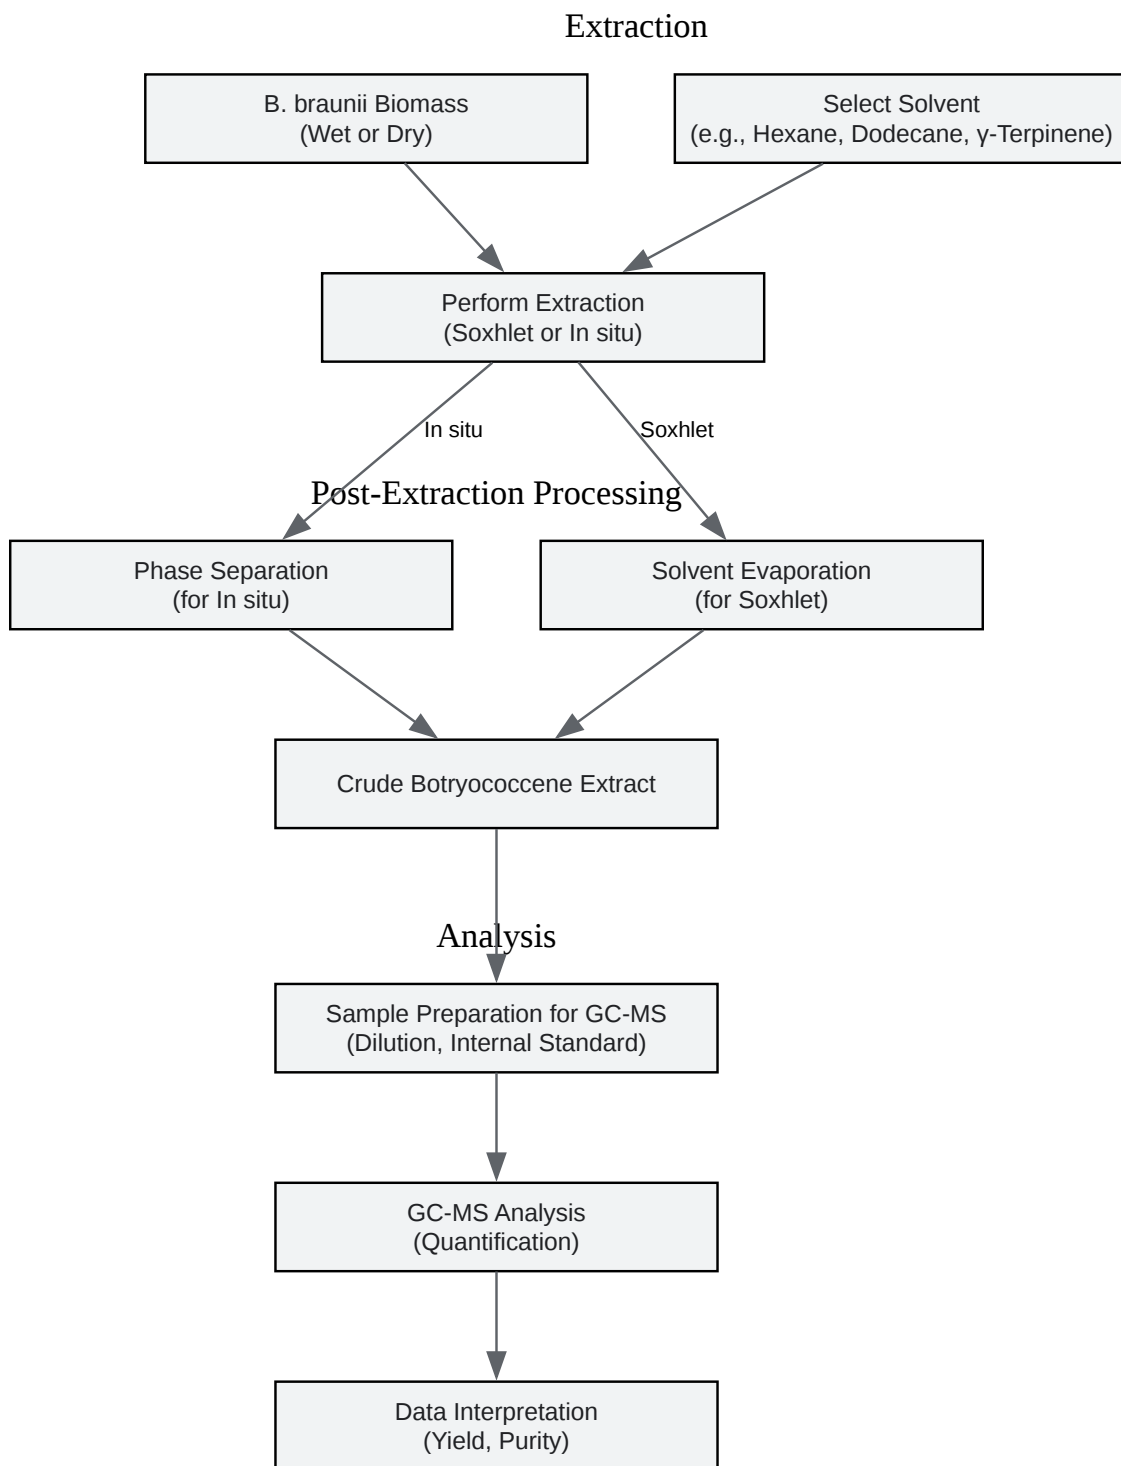 Extraction
B. braunii Biomass
(Wet or Dry)
Select Solvent
(e.g., Hexane, Dodecane, γ-Terpinene)
Perform Extraction
(Soxhlet or In situ)
In situ
Soxhlet
Post-Extraction Processing
Phase Separation
(for In situ)
Solvent Evaporation
(for Soxhlet)
Crude Botryococcene Extract
Analysis
Sample Preparation for GC-MS
(Dilution, Internal Standard)
GC-MS Analysis
(Quantification)
Data Interpretation
(Yield, Purity)